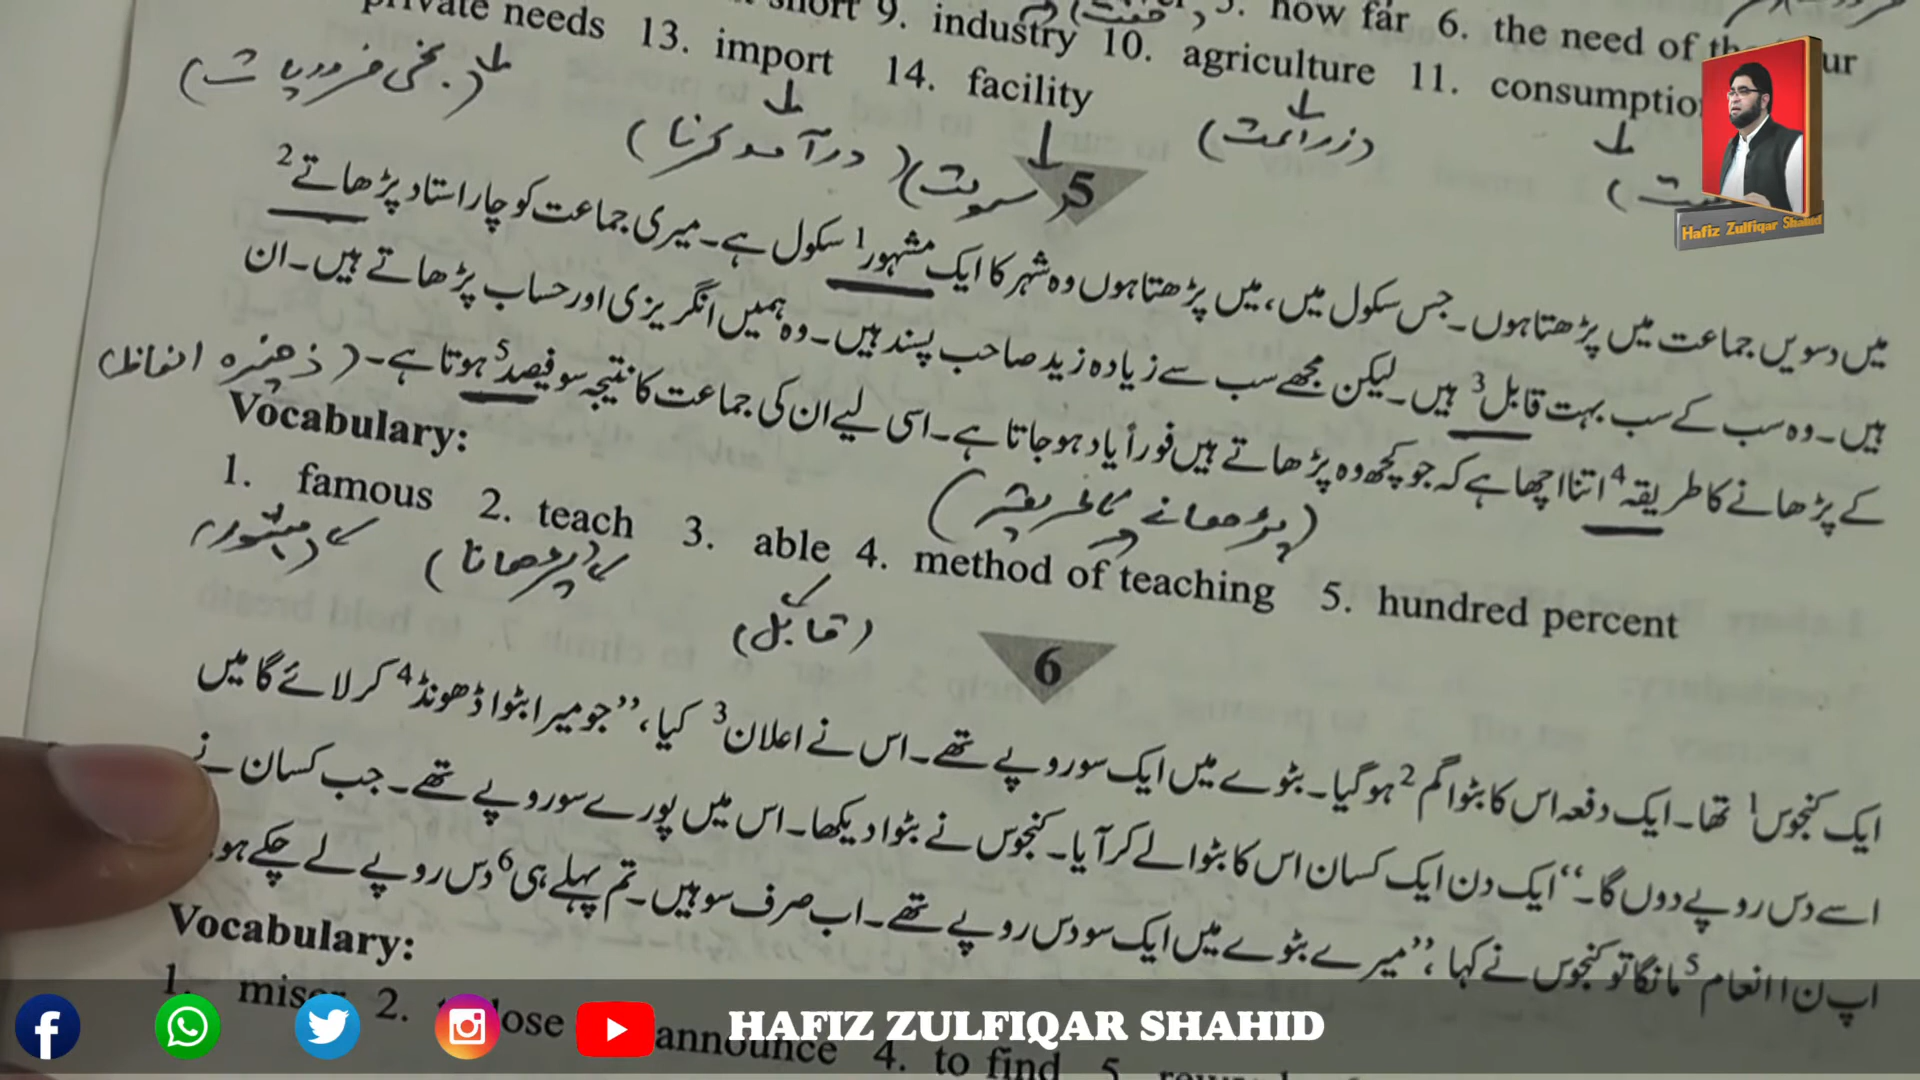 short 9. industry 10. how far 6. the need of the
private needs 13. import 14. facility agriculture 11. consumption
(درآمد کرنا)
5
میں دسویں جماعت میں پڑھتا ہوں۔ جس سکول میں، میں پڑھتا ہوں وہ شہر کا ایک مشہور1 سکول ہے۔ میری جماعت کو چار استاد پڑھاتے2
ہیں۔ وہ سب کے سب بہت قابل3 ہیں۔ لیکن مجھے سب سے زیادہ زید صاحب پسند ہیں۔ وہ ہمیں انگریزی اور حساب پڑھاتے ہیں۔ ان
کے پڑھانے کا طریقہ4 اتنا اچھا ہے کہ جو کچھ وہ پڑھاتے ہیں فوراً یاد ہو جاتا ہے۔ اسی لیے ان کی جماعت کا نتیجہ سو فیصد5 ہوتا ہے۔
Vocabulary:
(پڑھانے کا طریقہ)
1. famous 2. teach 3. able 4. method of teaching 5. hundred percent
(مشہور) (پڑھانا) (قابل)
6
ایک کنجوس1 تھا۔ ایک دفعہ اس کا بٹوا گم2 ہو گیا۔ بٹوے میں ایک سو روپے تھے۔ اس نے اعلان3 کیا، ”جو میرا بٹوا ڈھونڈ4 کر لائے گا میں
اسے دس روپے دوں گا۔“ ایک دن ایک کسان اس کا بٹوا لے کر آیا۔ کنجوس نے بٹوا دیکھا۔ اس میں پورے سو روپے تھے۔ جب کسان نے
اپ ن ا انعام5 مانگا تو کنجوس نے کہا، ”میرے بٹوے میں ایک سو دس روپے تھے۔ اب صرف سو ہیں۔ تم پہلے ہی6 دس روپے لے چکے ہو
Vocabulary:
1. miser 2. lose announce 4. to find 5.
Hafiz Zulfiqar Shahid
HAFIZ ZULFIQAR SHAHID